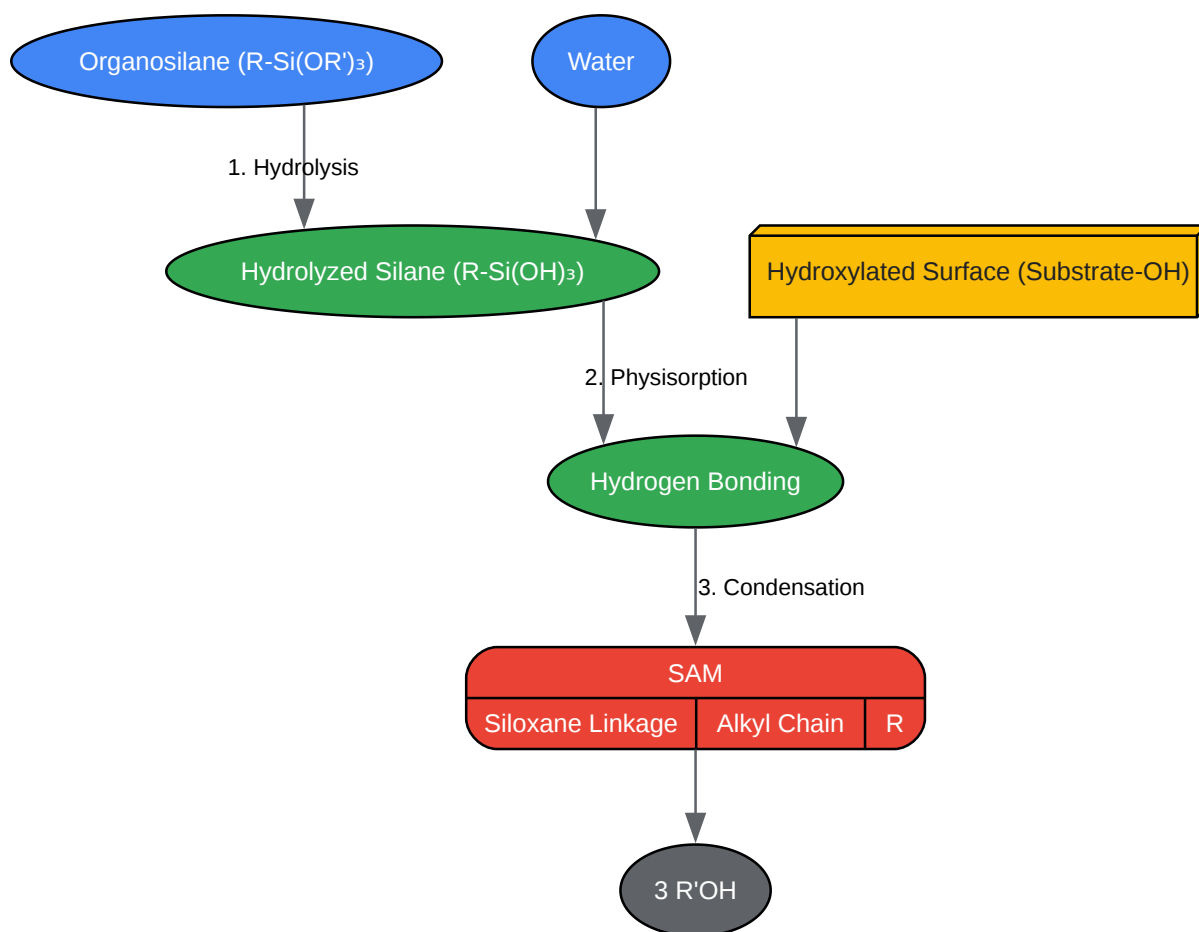 Organosilane (R-Si(OR')₃)
Water
1. Hydrolysis
Hydrolyzed Silane (R-Si(OH)₃)
Hydroxylated Surface (Substrate-OH)
2. Physisorption
Hydrogen Bonding
3. Condensation
SAM
Siloxane Linkage
Alkyl Chain
R
3 R'OH